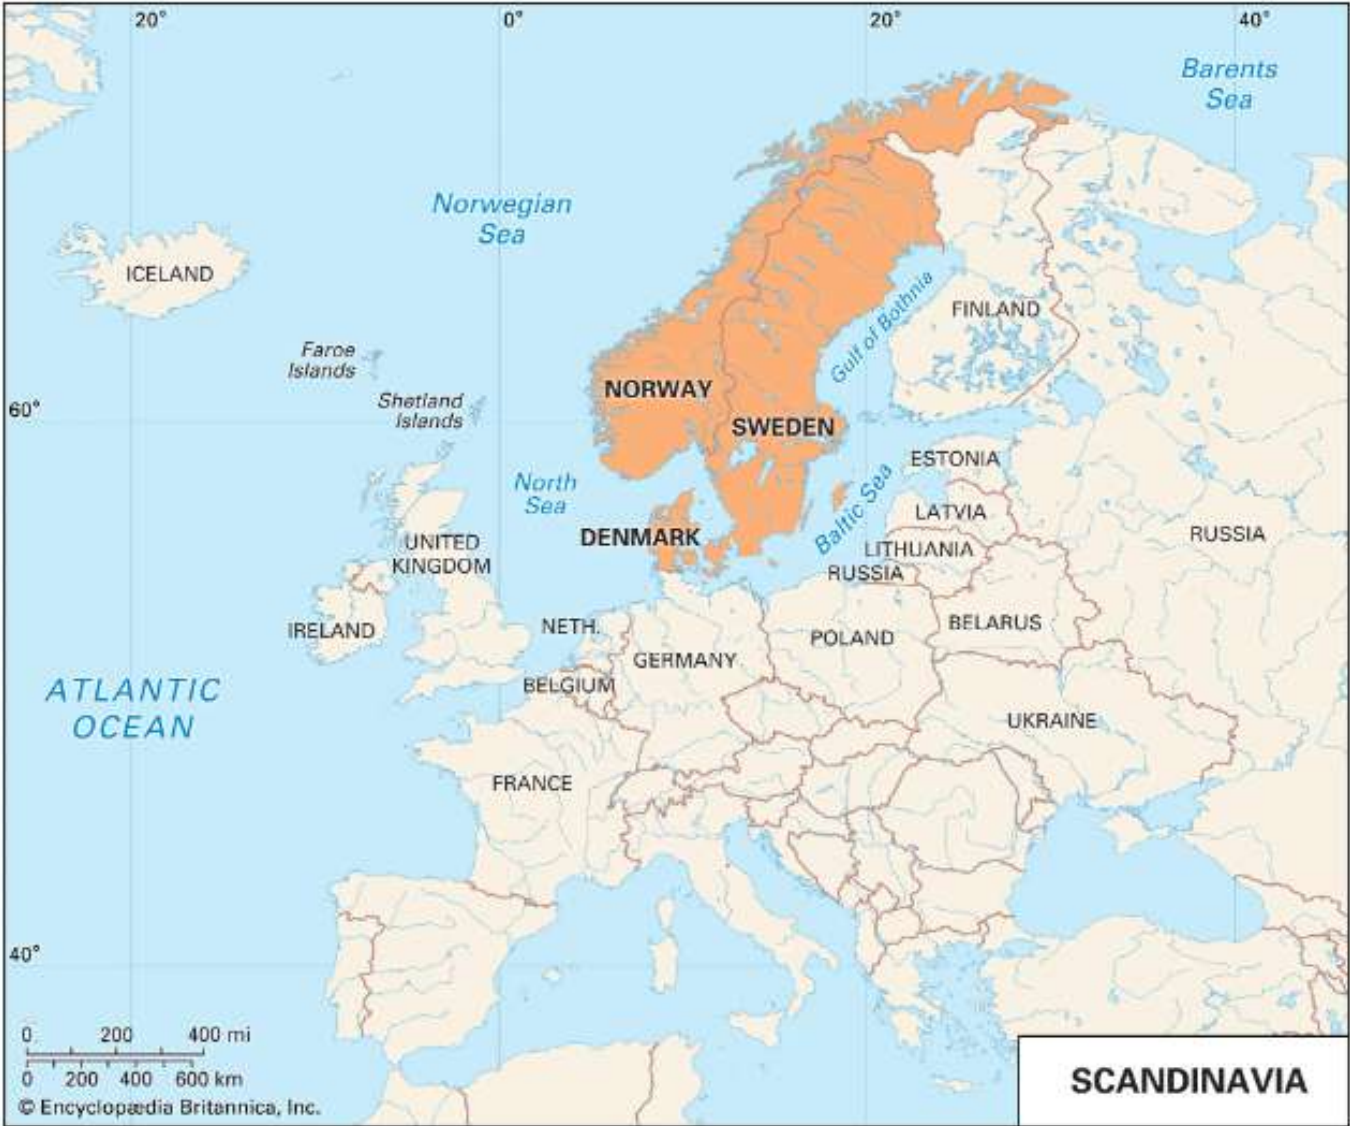 20°
0°
20°
40°
Barents
Sea
Norwegian
Sea
ICELAND
Gulf of Bothnia
FINLAND
Faroe
Islands
Shetland
Islands
NORWAY
60°
SWEDEN
ESTONIA
North
Sea
Baltic Sea
LATVIA
DENMARK
UNITED
KINGDOM
LITHUANIA
RUSSIA
RUSSIA
IRELAND
NETH.
BELARUS
POLAND
GERMANY
BELGIUM
ATLANTIC
OCEAN
UKRAINE
FRANCE
40°
0 200 400 mi
0 200 400 600 km
© Encyclopædia Britannica, Inc.
SCANDINAVIA